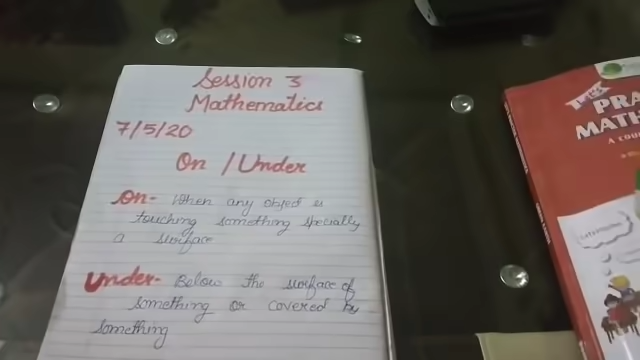 Session 3
Mathematics
7/5/20
On / Under
On- When any object is
touching something specially
a surface
Under- Below the surface of
something or covered by
something
PRA
MATH
A COU